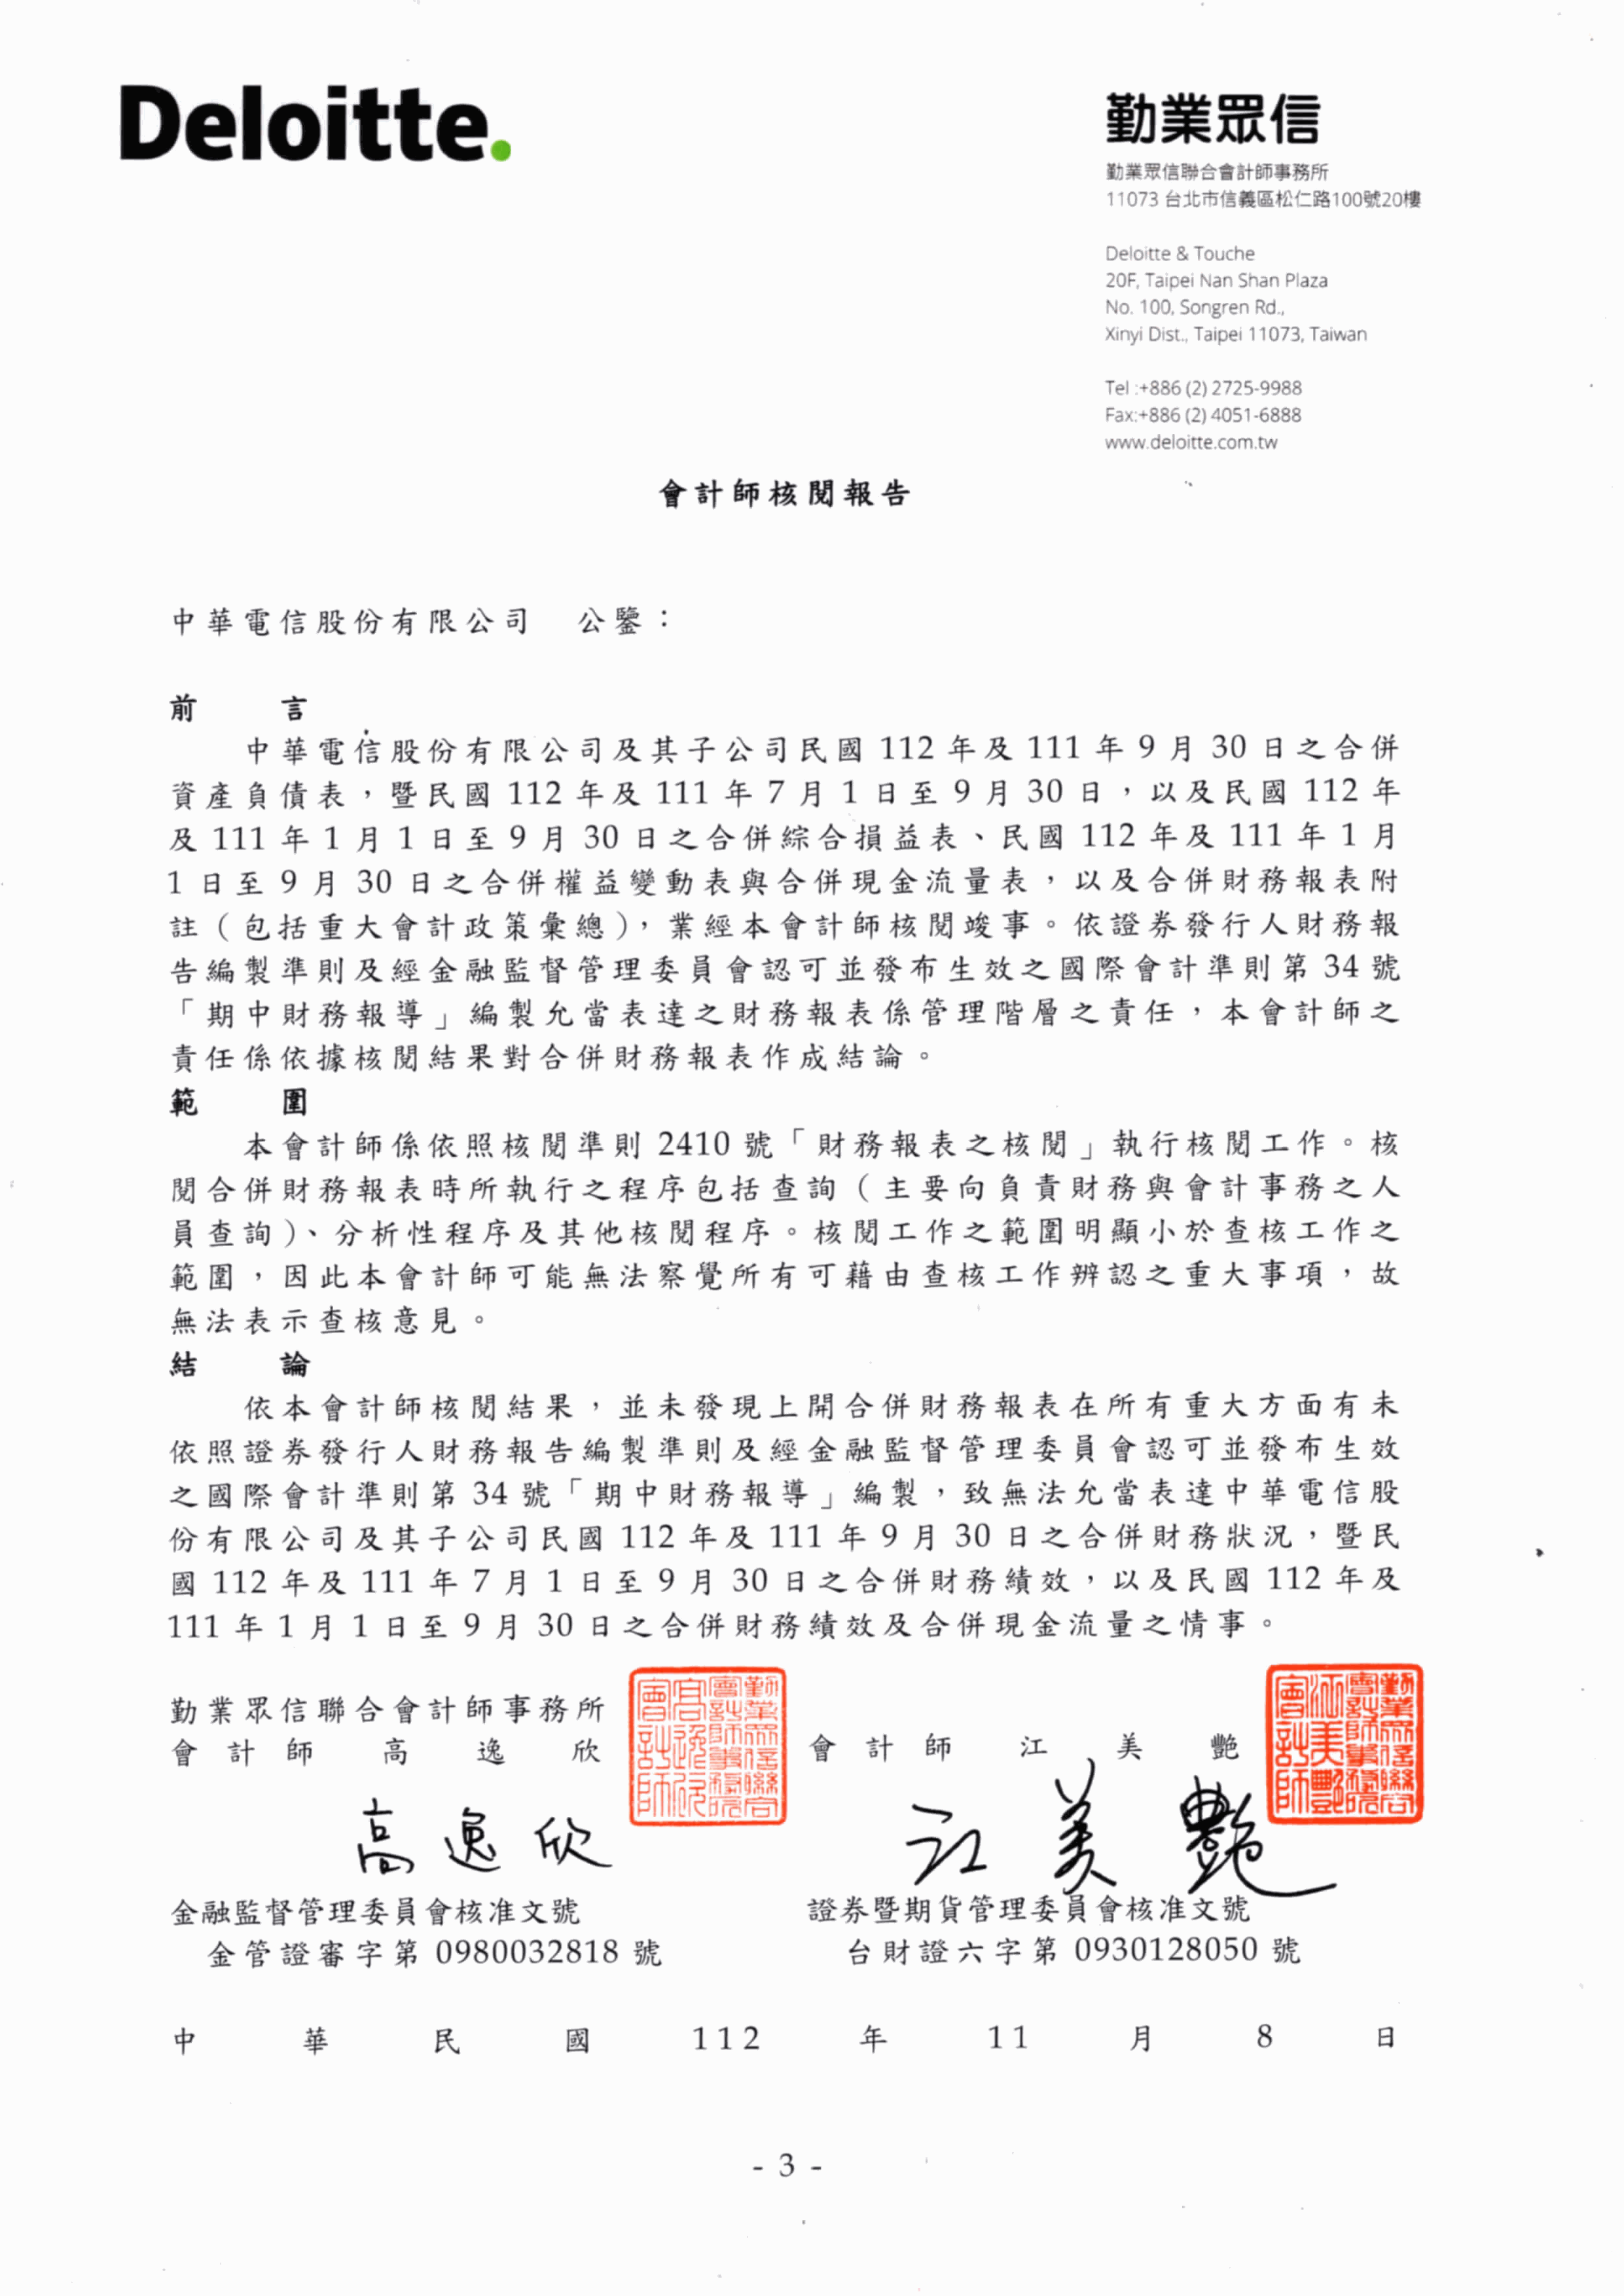 Deloitte.
勤業眾信
勤業眾信聯合會計師事務所
11073 台北市信義區松仁路100號20樓
Deloitte & Touche
20F, Taipei Nan Shan Plaza
No. 100, Songren Rd.,
Xinyi Dist., Taipei 11073, Taiwan
Tel :+886 (2) 2725-9988
Fax:+886 (2) 4051-6888
www.deloitte.com.tw
會計師核閱報告
中華電信股份有限公司　公鑒：
前　　言
中華電信股份有限公司及其子公司民國 112 年及 111 年 9 月 30 日之合併
資產負債表，暨民國 112 年及 111 年 7 月 1 日至 9 月 30 日，以及民國 112 年
及 111 年 1 月 1 日至 9 月 30 日之合併綜合損益表、民國 112 年及 111 年 1 月
1 日至 9 月 30 日之合併權益變動表與合併現金流量表，以及合併財務報表附
註（包括重大會計政策彙總），業經本會計師核閱竣事。依證券發行人財務報
告編製準則及經金融監督管理委員會認可並發布生效之國際會計準則第 34 號
「期中財務報導」編製允當表達之財務報表係管理階層之責任，本會計師之
責任係依據核閱結果對合併財務報表作成結論。
範　　圍
本會計師係依照核閱準則 2410 號「財務報表之核閱」執行核閱工作。核
閱合併財務報表時所執行之程序包括查詢（主要向負責財務與會計事務之人
員查詢）、分析性程序及其他核閱程序。核閱工作之範圍明顯小於查核工作之
範圍，因此本會計師可能無法察覺所有可藉由查核工作辨認之重大事項，故
無法表示查核意見。
結　　論
依本會計師核閱結果，並未發現上開合併財務報表在所有重大方面有未
依照證券發行人財務報告編製準則及經金融監督管理委員會認可並發布生效
之國際會計準則第 34 號「期中財務報導」編製，致無法允當表達中華電信股
份有限公司及其子公司民國 112 年及 111 年 9 月 30 日之合併財務狀況，暨民
國 112 年及 111 年 7 月 1 日至 9 月 30 日之合併財務績效，以及民國 112 年及
111 年 1 月 1 日至 9 月 30 日之合併財務績效及合併現金流量之情事。
勤業眾信聯合會計師事務所
會計師　高　逸　欣　　會計師　江　美　艷
高逸欣　　江美艷
金融監督管理委員會核准文號　　證券暨期貨管理委員會核准文號
金管證審字第 0980032818 號　　台財證六字第 0930128050 號
中　華　民　國　112　年　11　月　8　日
- 3 -